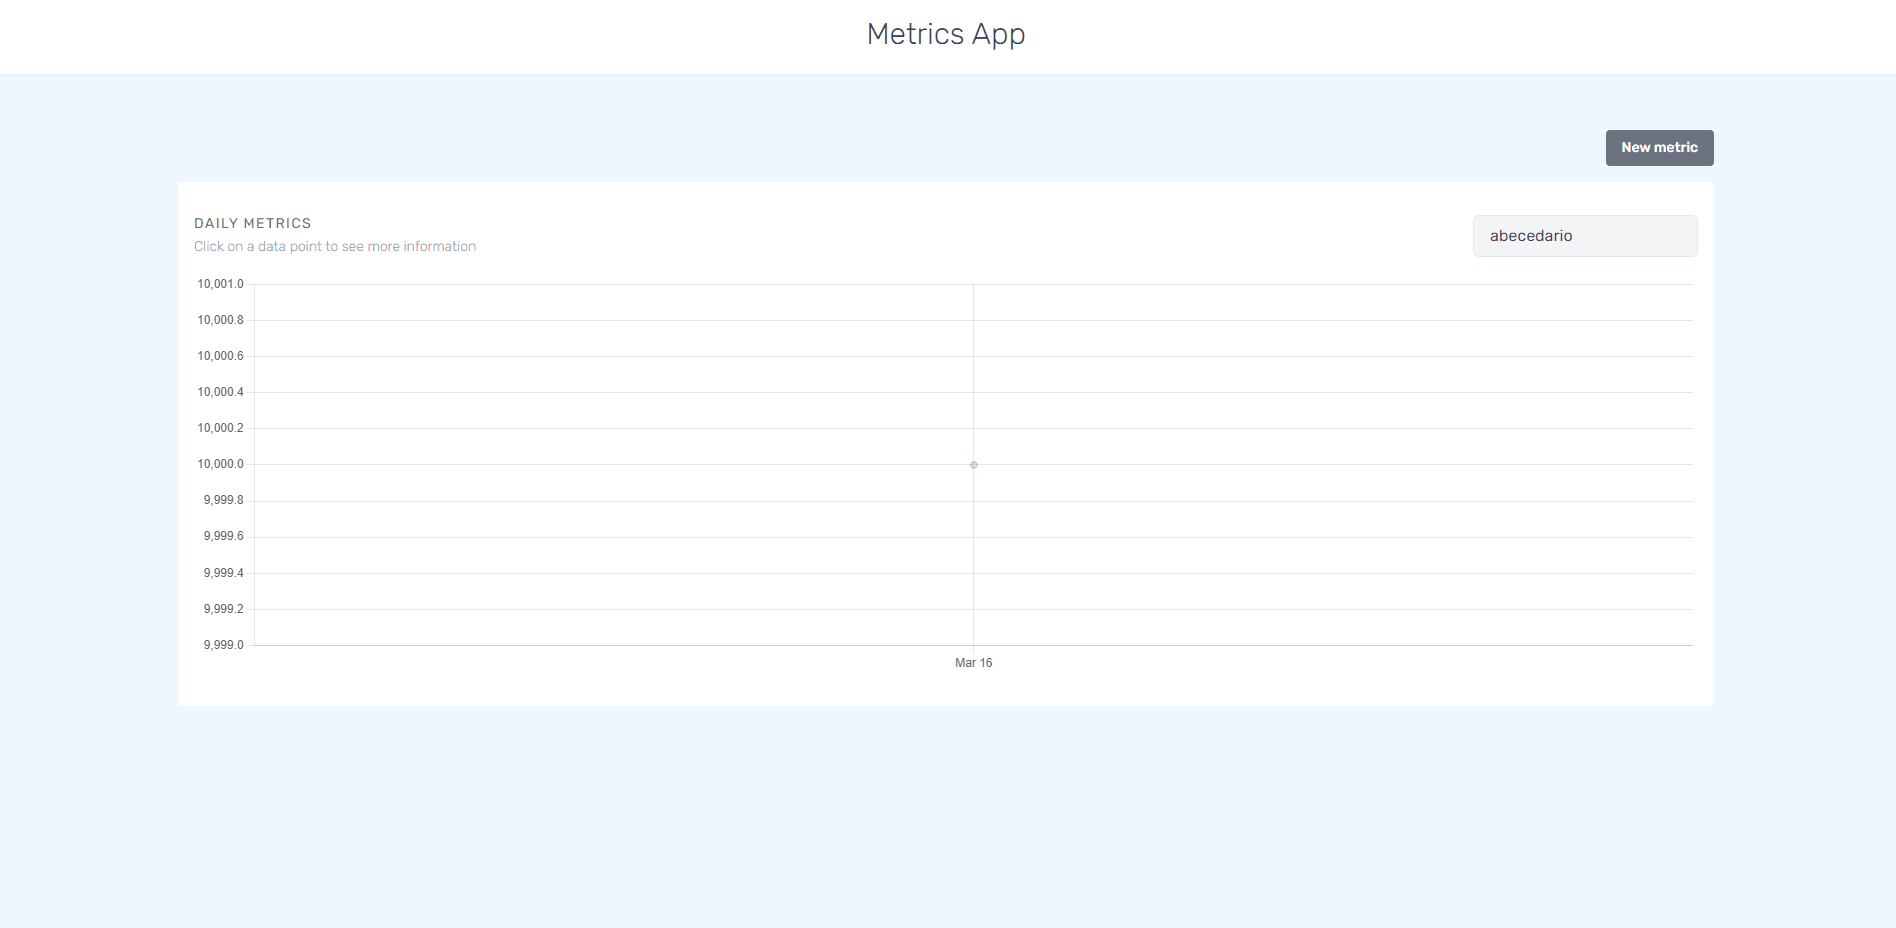 Metrics App
New metric
DAILY METRICS
Click on a data point to see more information
abecedario
10,001.0
10,000.8
10,000.6
10,000.4
10,000.2
10,000.0
9,999.8
9,999.6
9,999.4
9,999.2
9,999.0
Mar 16